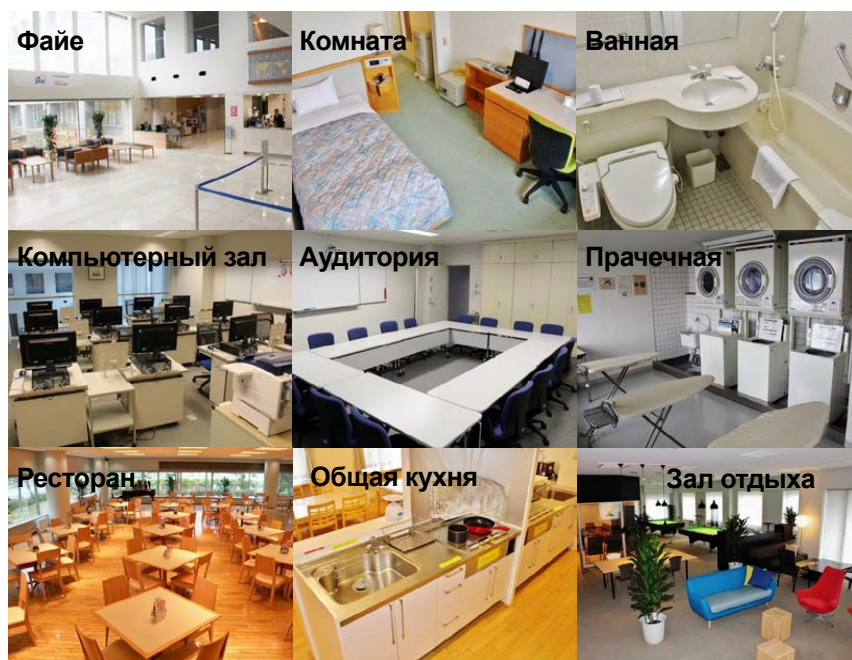 Файе
Комната
Ванная
Компьютерный зал
Аудитория
Прачечная
Ресторан
Общая кухня
Зал отдыха